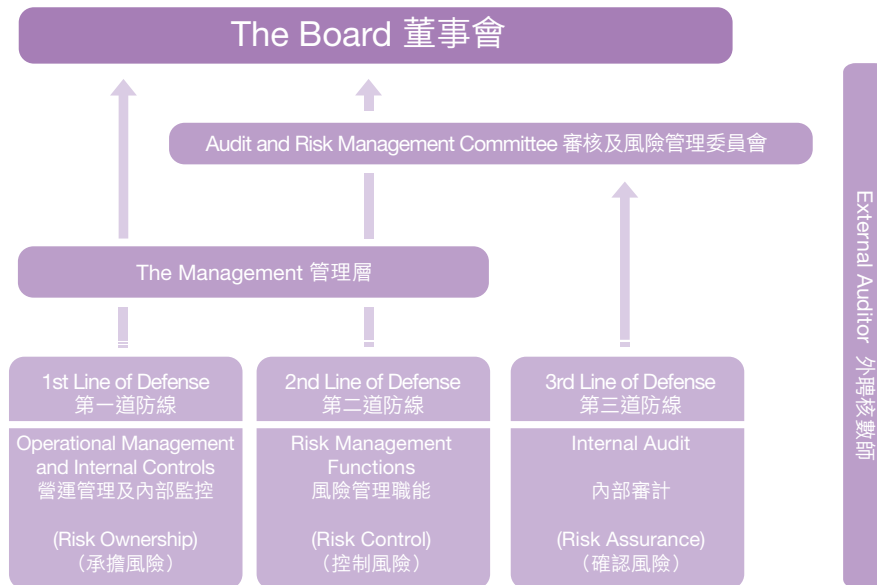 The Board 董事會
Audit and Risk Management Committee 審核及風險管理委員會
The Management 管理層
1st Line of Defense
第一道防線
Operational Management
and Internal Controls
營運管理及內部監控
(Risk Ownership)
（承擔風險）
2nd Line of Defense
第二道防線
Risk Management
Functions
風險管理職能
(Risk Control)
（控制風險）
3rd Line of Defense
第三道防線
Internal Audit
內部審計
(Risk Assurance)
（確認風險）
External Auditor 外聘核數師